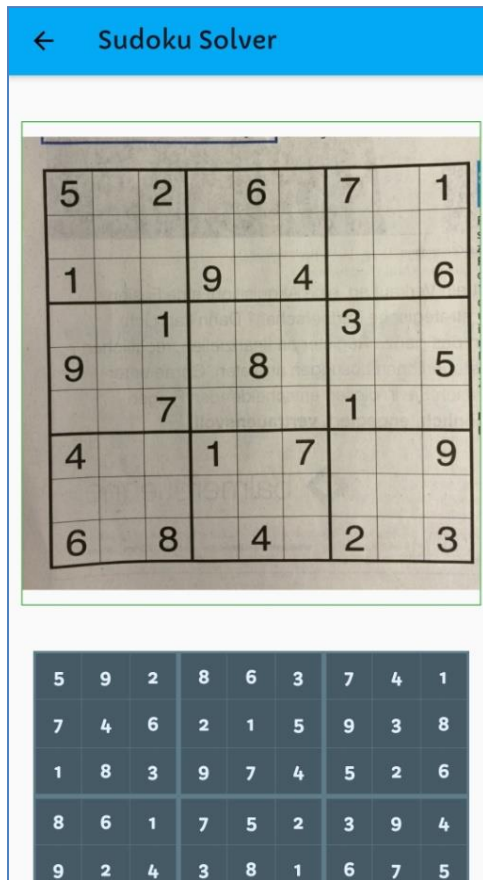 ← Sudoku Solver
5 2 6 7 1
1 9 4 6
1 3
9 8 5
7 1
4 1 7 9
6 8 4 2 3
5 9 2 8 6 3 7 4 1
7 4 6 2 1 5 9 3 8
1 8 3 9 7 4 5 2 6
8 6 1 7 5 2 3 9 4
9 2 4 3 8 1 6 7 5